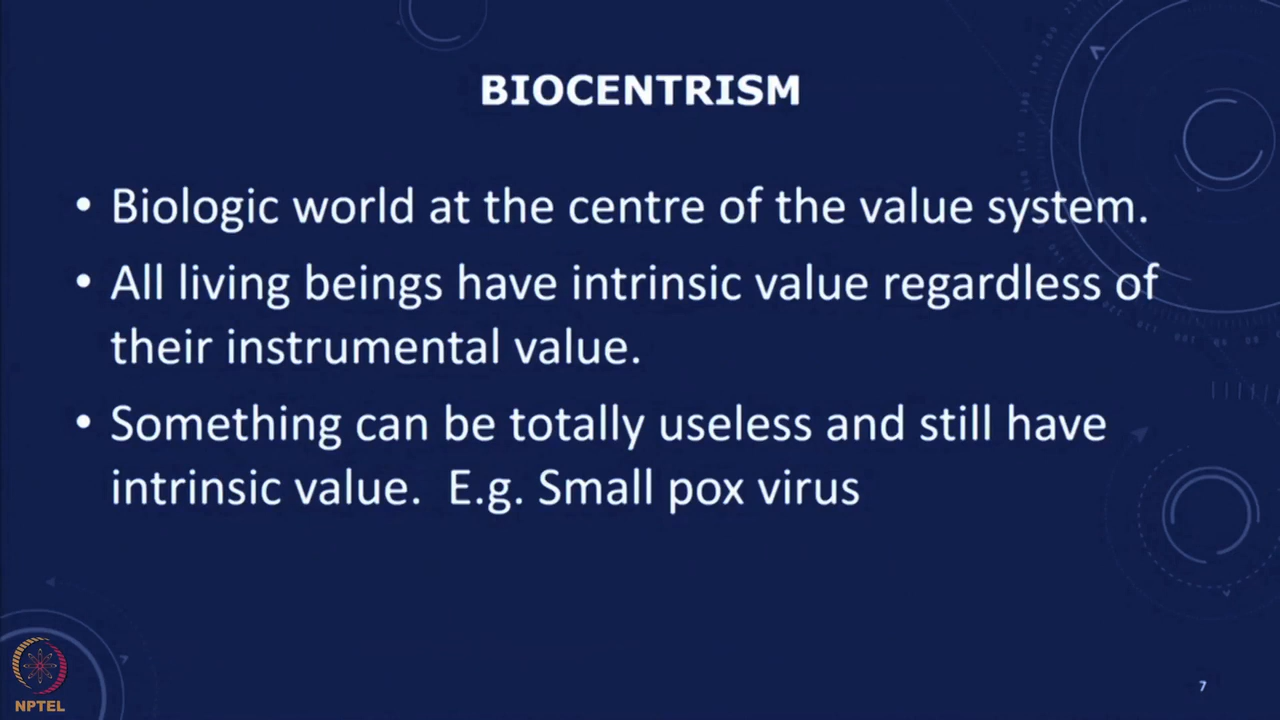 BIOCENTRISM
• Biologic world at the centre of the value system.
• All living beings have intrinsic value regardless of
their instrumental value.
• Something can be totally useless and still have
intrinsic value.  E.g. Small pox virus
NPTEL
7